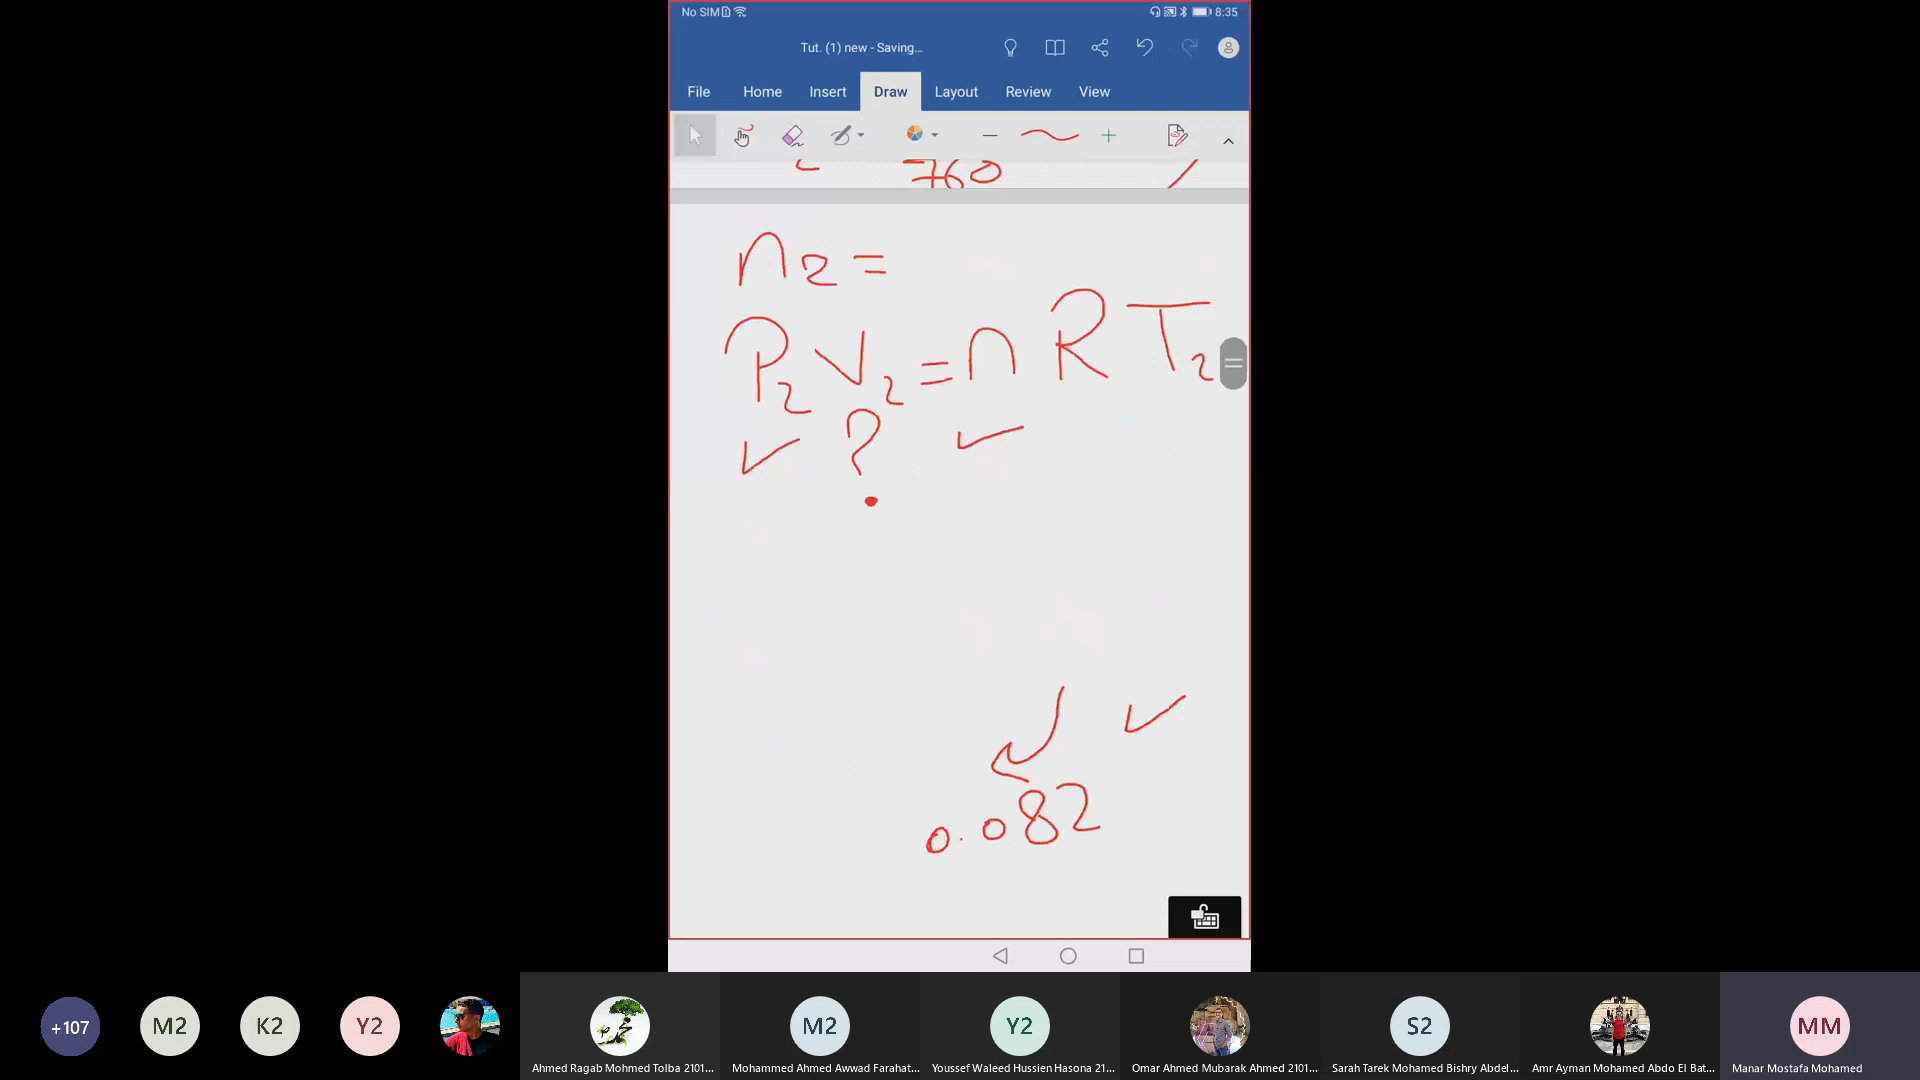 No SIM 8:35
Tut. (1) new - Saving...
File Home Insert Draw Layout Review View
760
n2 =
P2 V2 = n R T2
✓ ? ✓
✓
0.082
+107 M2 K2 Y2 M2 Y2 S2 MM
Ahmed Ragab Mohmed Tolba 2101... Mohammed Ahmed Awwad Farahat... Youssef Waleed Hussien Hasona 21... Omar Ahmed Mubarak Ahmed 2101... Sarah Tarek Mohamed Bishry Abdel... Amr Ayman Mohamed Abdo El Bat... Manar Mostafa Mohamed